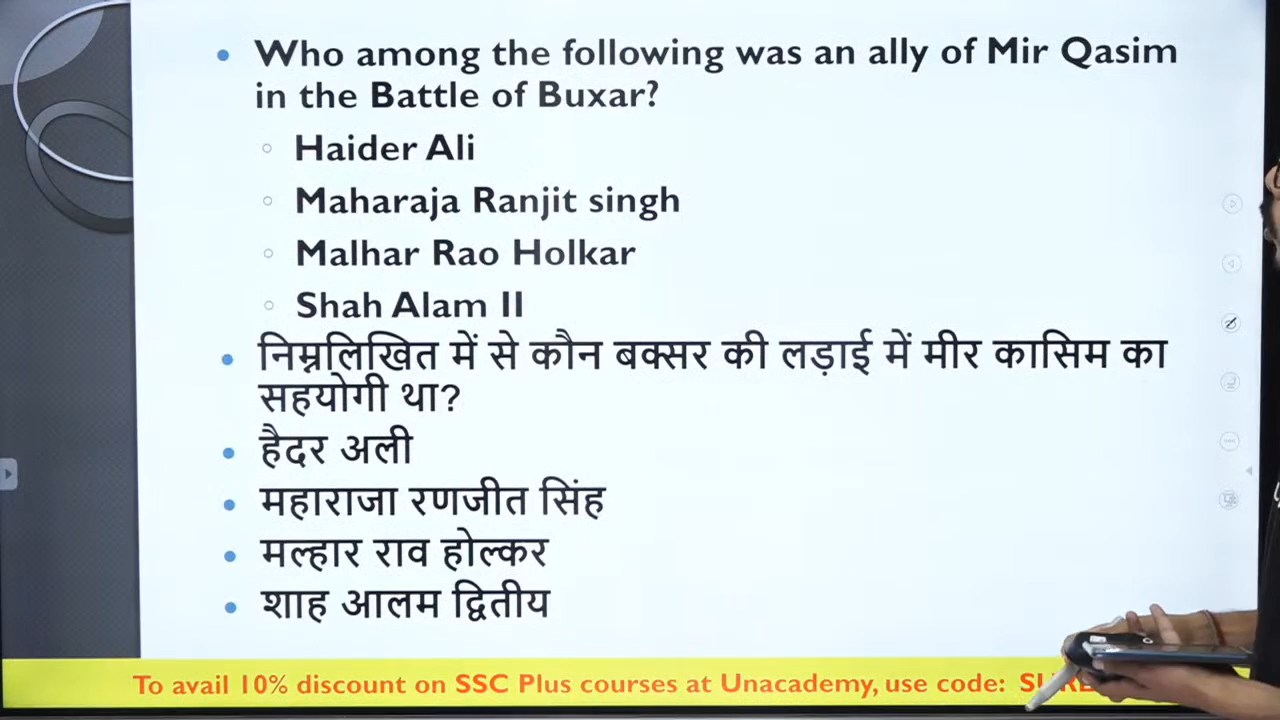 Who among the following was an ally of Mir Qasim
in the Battle of Buxar?
Haider Ali
Maharaja Ranjit singh
Malhar Rao Holkar
Shah Alam II
निम्नलिखित में से कौन बक्सर की लड़ाई में मीर कासिम का
सहयोगी था?
हैदर अली
महाराजा रणजीत सिंह
मल्हार राव होल्कर
शाह आलम द्वितीय
To avail 10% discount on SSC Plus courses at Unacademy, use code: